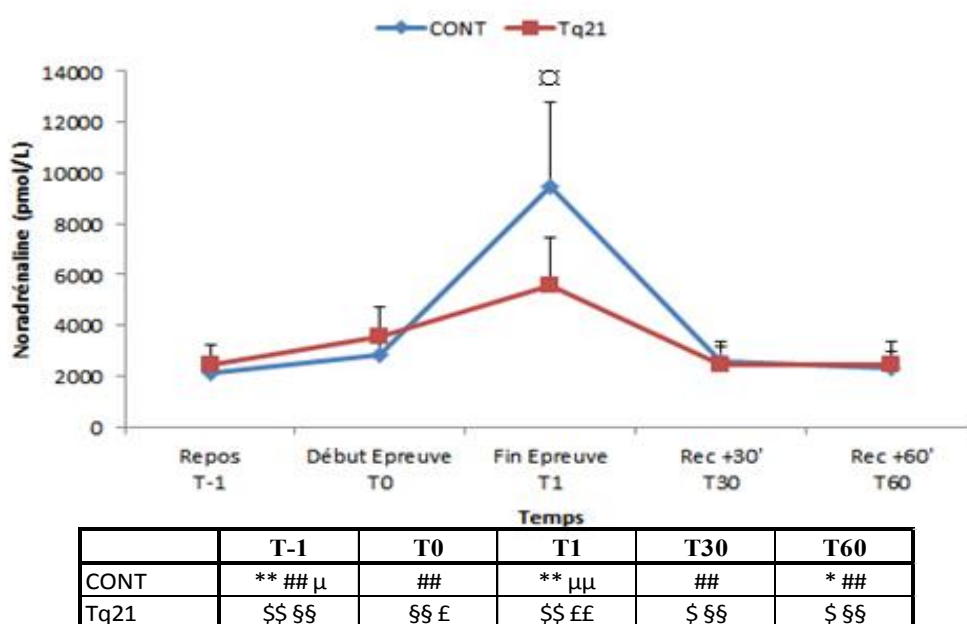 CONT Tq21
14000
¤
12000
10000
8000
6000
4000
2000
0
Noradrénaline (pmol/L)
Repos Début Epreuve Fin Epreuve Rec +30' Rec +60'
T-1 T0 T1 T30 T60
Temps
T-1 T0 T1 T30 T60
CONT ** ## µ ## ** µµ ## * ##
Tq21 $$ §§ §§ £ $$ ££ $ §§ $ §§